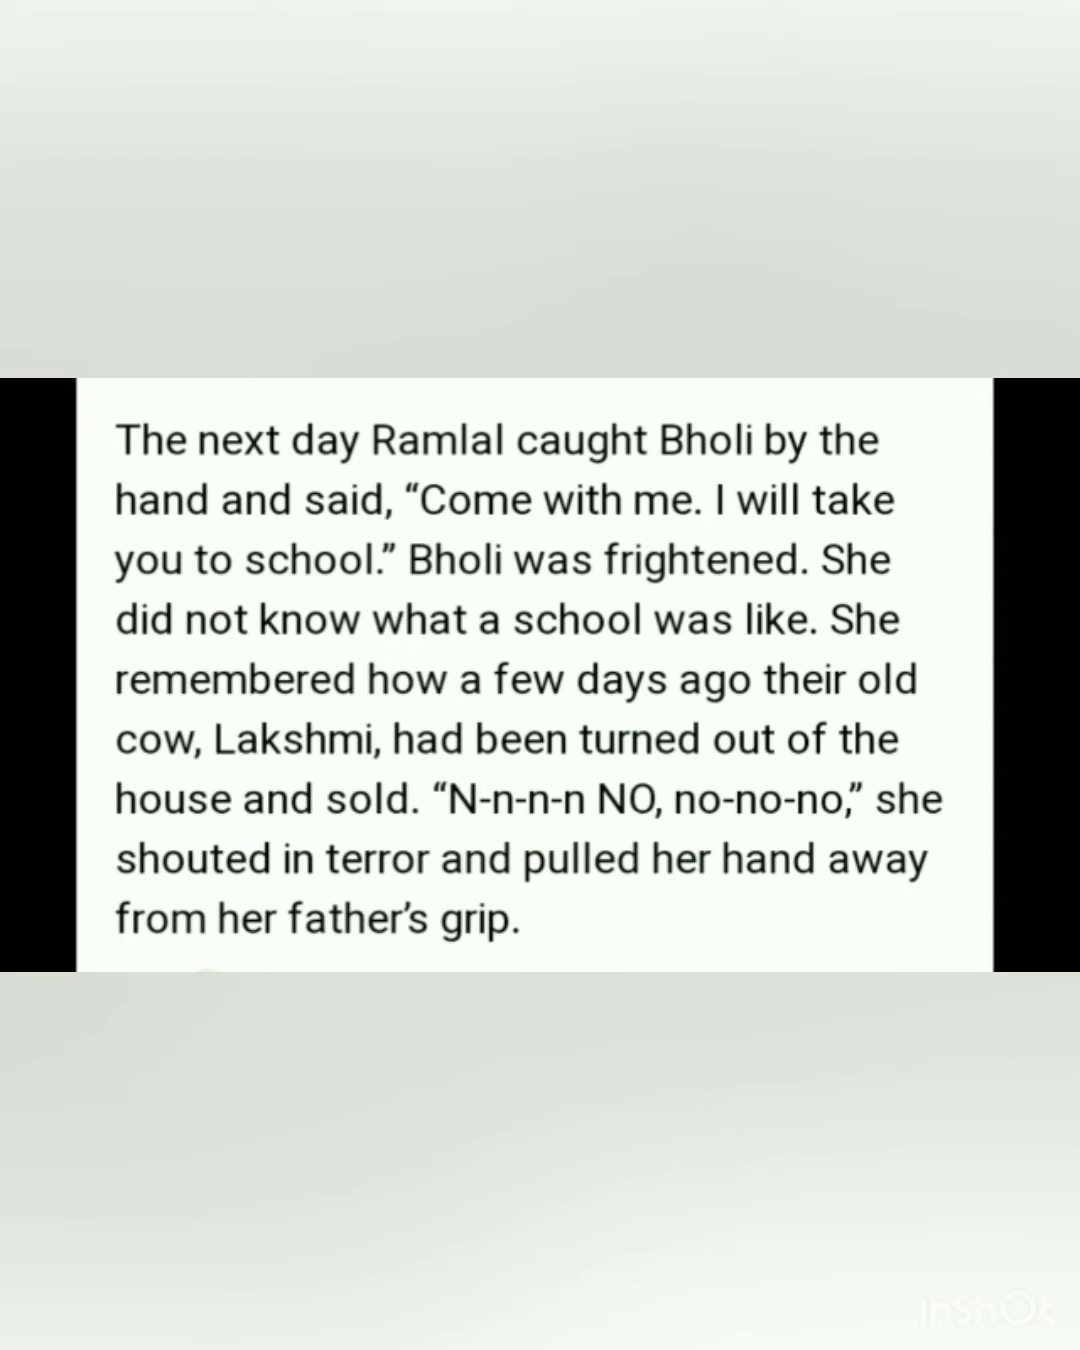 The next day Ramlal caught Bholi by the
hand and said, “Come with me. I will take
you to school.” Bholi was frightened. She
did not know what a school was like. She
remembered how a few days ago their old
cow, Lakshmi, had been turned out of the
house and sold. “N-n-n-n NO, no-no-no,” she
shouted in terror and pulled her hand away
from her father’s grip.
InShOt